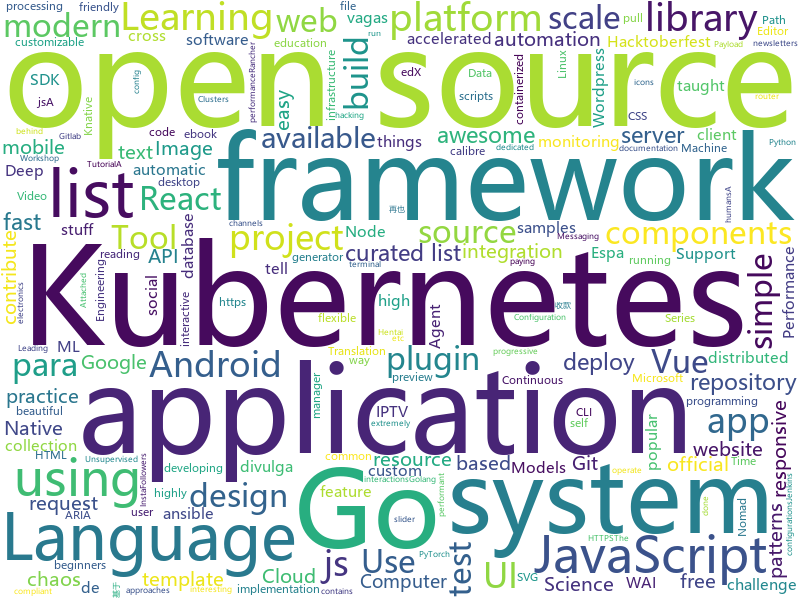 processing friendly
modern
customizable
Learning
cross
software
education
web
file
pull
hacking
platform
vagas
accelerated
automation
edX
Data
scripts
scale
containerized
Wordpress
library
Hacktoberfest
Linux
run
Path
Editor
Payload
newsletters
taught
icons
router
CSS
open source
SDK
jsA
Knative
config
Clusters
performanceRancher
easy
infrastructure
build
behind
Gitlab
mobile
Workshop
code
ebook
text
Image
available
things
calibre
awesome
monitoring
server
dedicated
client
documentation
Machine
Python
Deep
Video
TutorialA
automatic
desktop
list
React
framework
humansA
fast
stuff
contribute
reading
Engineering
Attached
electronics
Tool
API
social
database
interactive
channels
project
Node
tell
generator
terminal
https
再也
source
curated list
samples
integration
Messaging
paying
components
Espa
Support
running
Kubernetes
high
flexible
Agent
收款
Configuration
Series
simple
Performance
Leading
ML
para
Google
Android
Hentai
etc
Translation
way
preview
progressive
plugin
deploy
Vue
distributed
Microsoft
practice
beautiful
Native
collection
application
manager
IPTV
extremely
Continuous
CLI
self
programming
repository
app
popular
website
patterns
responsive
HTML
Unsupervised
using
developing
divulga
resource
custom
based
Models
Git
official
Time
request
ARIA
highly
InstaFollowers
design
ansible
user
feature
interactionsGolang
performant
common
slider
Go
system
operate
done
Nomad
configurationsJenkins
Language
chaos
beginners
de
基于
template
approaches
implementation
interesting
compliant
Cloud
js
Use
Computer
PyTorch
contains
test
UI
SVG
JavaScript
HTTPSThe
Science
WAI
free
challenge